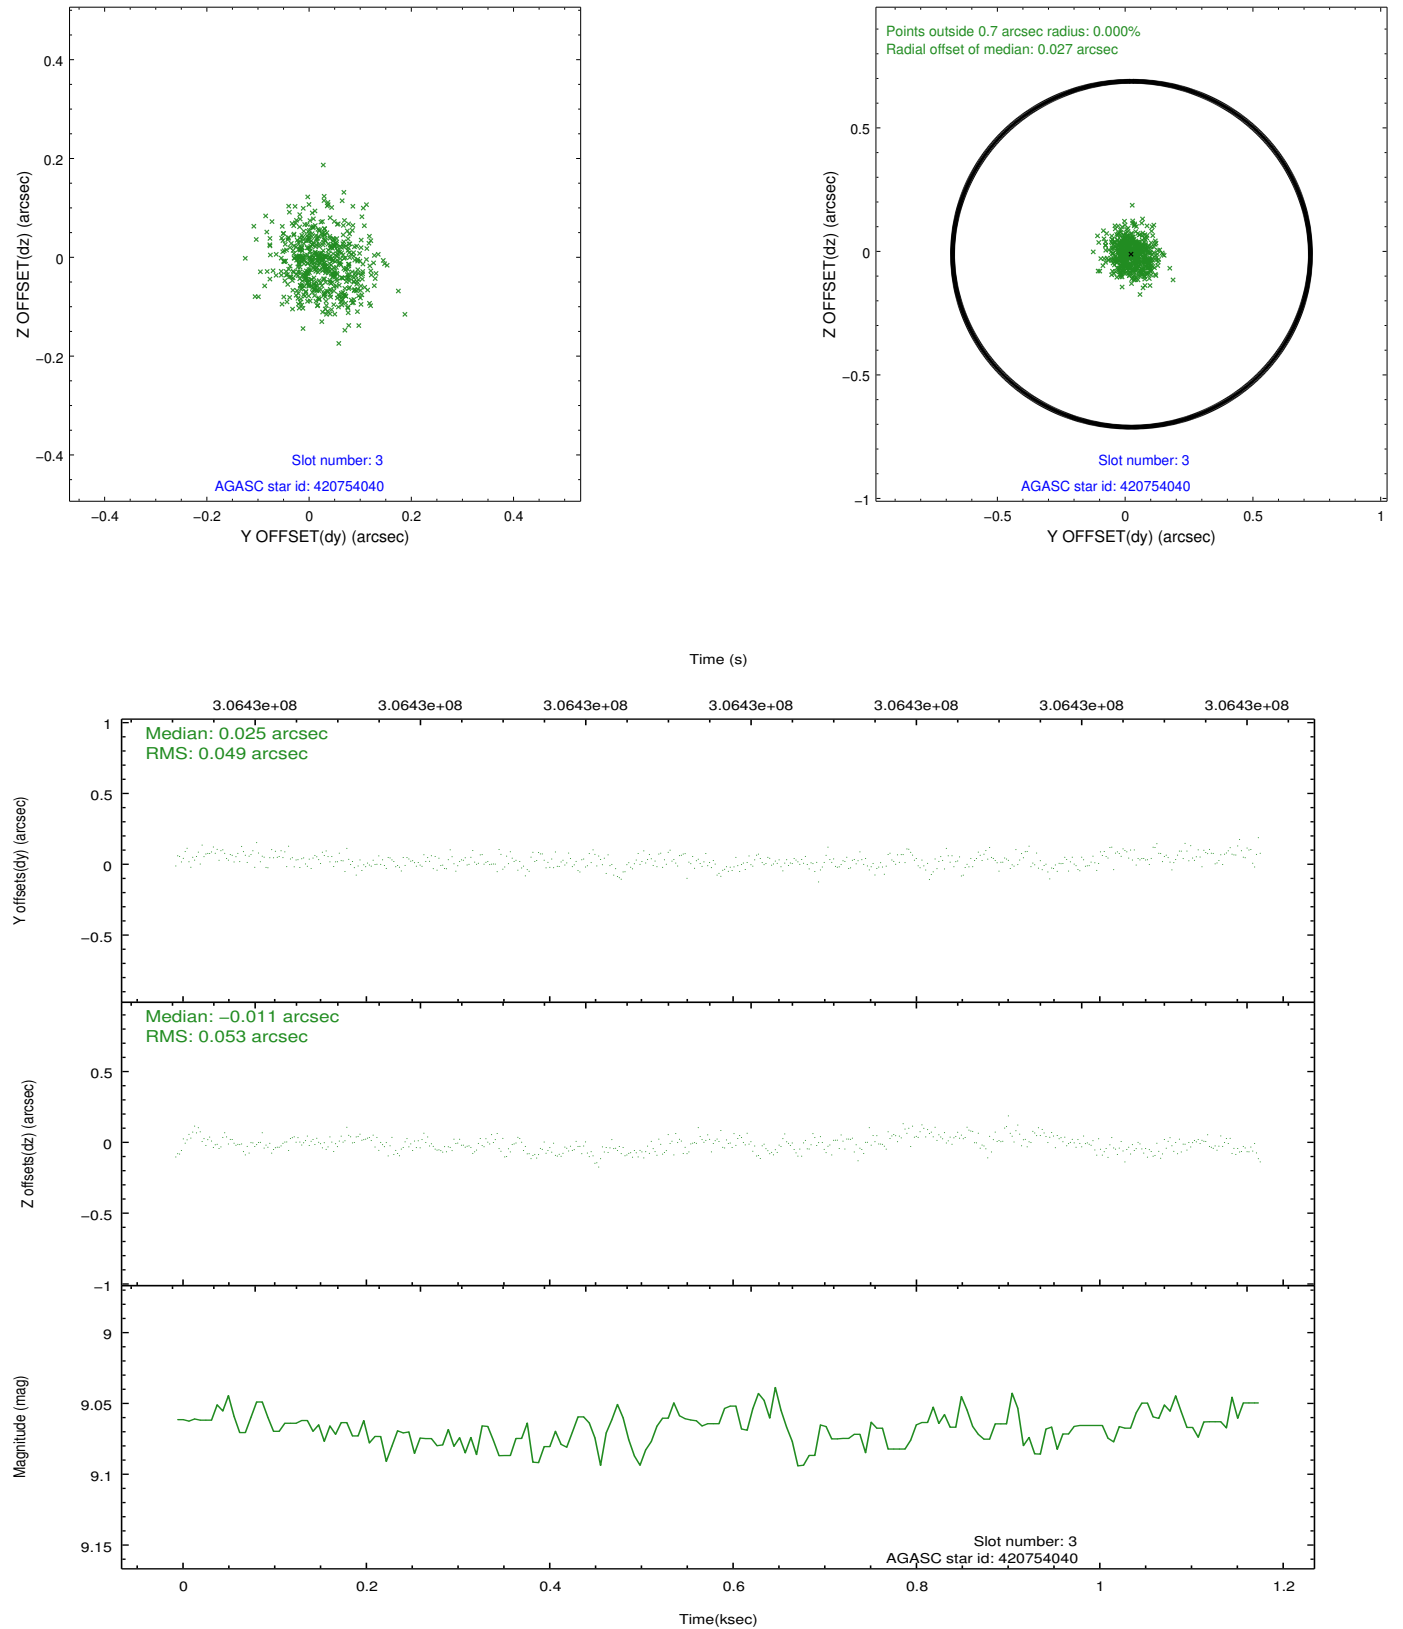 0.4
0.2
0
−0.2
−0.4
Z OFFSET(dz) (arcsec)
Slot number: 3
AGASC star id: 420754040
−0.4 −0.2 0 0.2 0.4
Y OFFSET(dy) (arcsec)
Points outside 0.7 arcsec radius: 0.000%
Radial offset of median: 0.027 arcsec
0.5
0
−0.5
−1
Z OFFSET(dz) (arcsec)
Slot number: 3
AGASC star id: 420754040
−0.5 0 0.5 1
Y OFFSET(dy) (arcsec)
Time (s)
3.0643e+08 3.0643e+08 3.0643e+08 3.0643e+08 3.0643e+08 3.0643e+08 3.0643e+08
Median: 0.025 arcsec
RMS: 0.049 arcsec
1
0.5
0
−0.5
Y offsets(dy) (arcsec)
Median: −0.011 arcsec
RMS: 0.053 arcsec
0.5
0
−0.5
−1
Z offsets(dz) (arcsec)
9
9.05
9.1
9.15
Magnitude (mag)
Slot number: 3
AGASC star id: 420754040
0 0.2 0.4 0.6 0.8 1 1.2
Time(ksec)